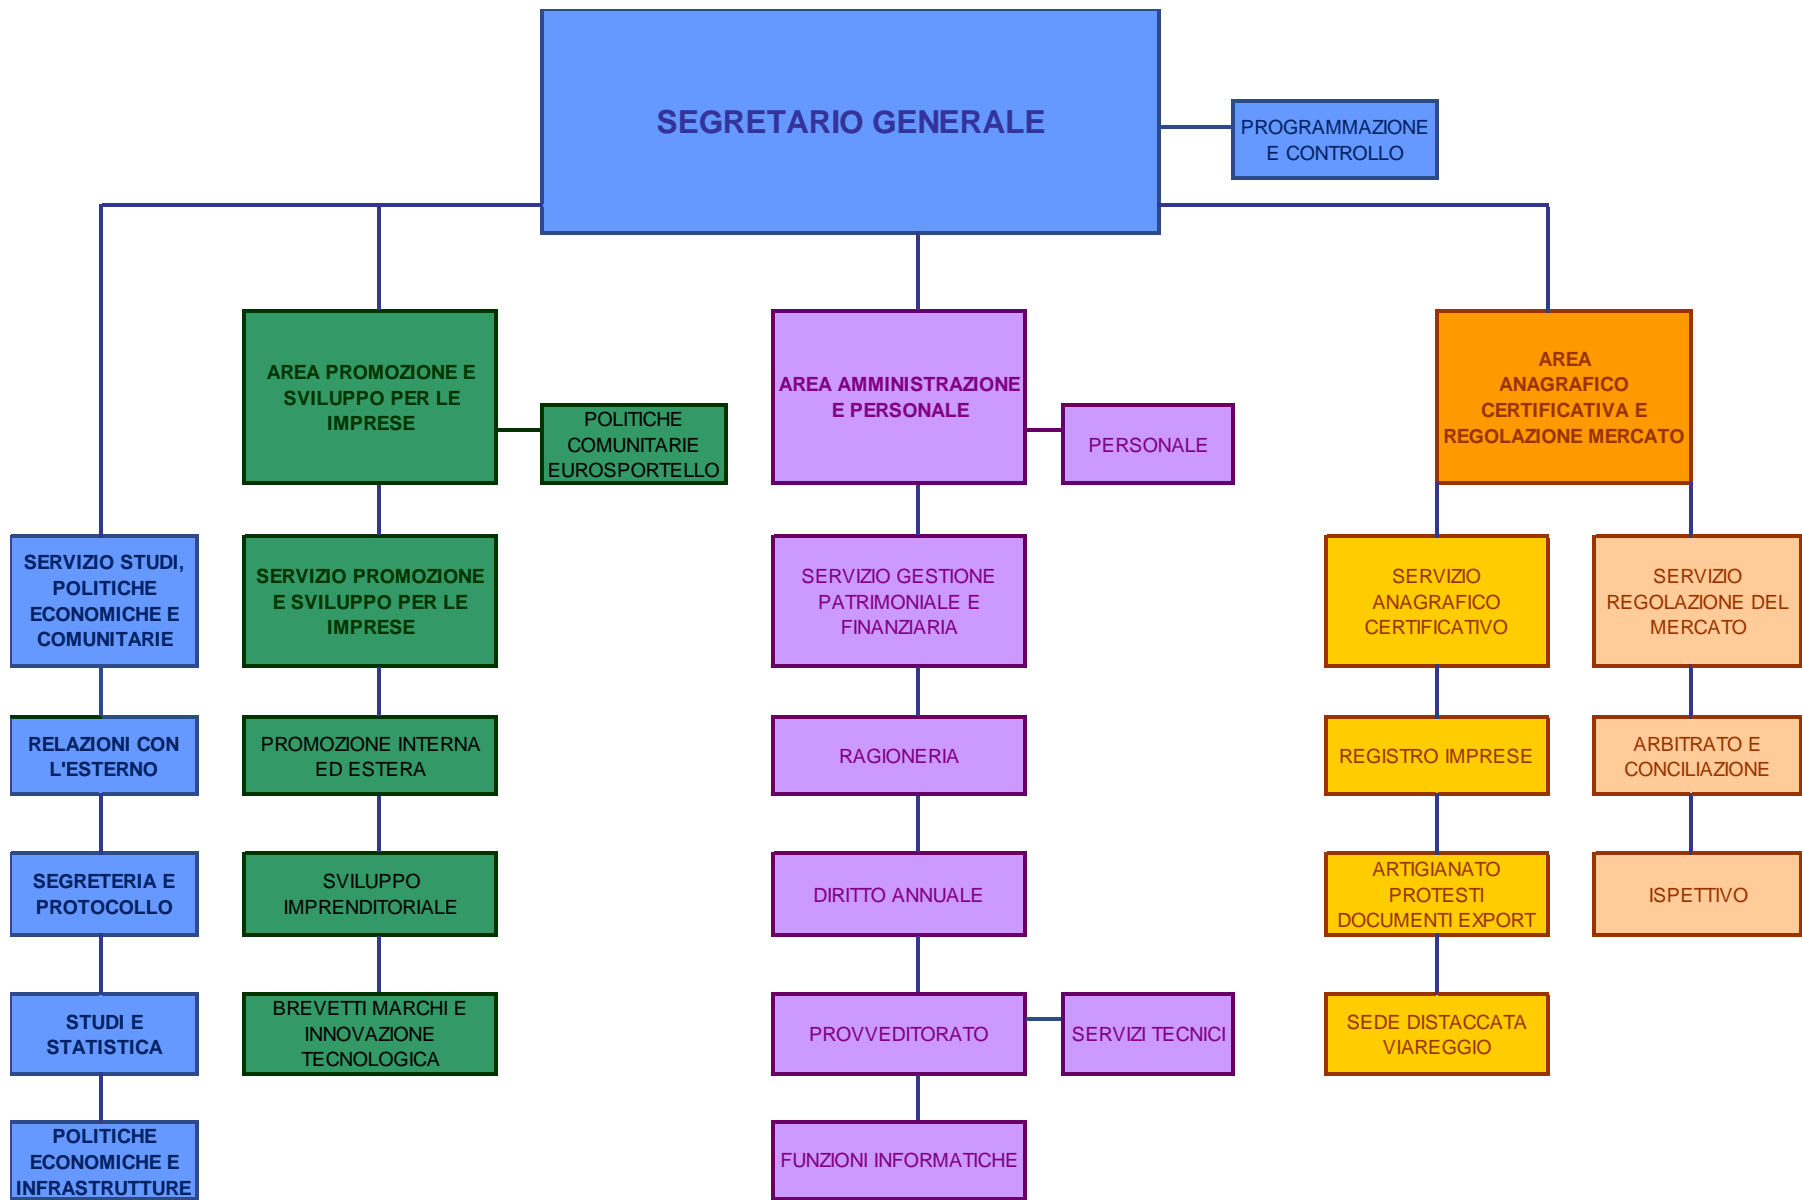 SEGRETARIO GENERALE
PROGRAMMAZIONE
E CONTROLLO
AREA PROMOZIONE E
SVILUPPO PER LE
IMPRESE
POLITICHE
COMUNITARIE
EUROSPORTELLO
AREA AMMINISTRAZIONE
E PERSONALE
PERSONALE
AREA
ANAGRAFICO
CERTIFICATIVA E
REGOLAZIONE MERCATO
SERVIZIO STUDI,
POLITICHE
ECONOMICHE E
COMUNITARIE
SERVIZIO PROMOZIONE
E SVILUPPO PER LE
IMPRESE
SERVIZIO GESTIONE
PATRIMONIALE E
FINANZIARIA
SERVIZIO
ANAGRAFICO
CERTIFICATIVO
SERVIZIO
REGOLAZIONE DEL
MERCATO
RELAZIONI CON
L'ESTERNO
PROMOZIONE INTERNA
ED ESTERA
RAGIONERIA
REGISTRO IMPRESE
ARBITRATO E
CONCILIAZIONE
SEGRETERIA E
PROTOCOLLO
SVILUPPO
IMPRENDITORIALE
DIRITTO ANNUALE
ARTIGIANATO
PROTESTI
DOCUMENTI EXPORT
ISPETTIVO
STUDI E
STATISTICA
BREVETTI MARCHI E
INNOVAZIONE
TECNOLOGICA
PROVVEDITORATO
SERVIZI TECNICI
SEDE DISTACCATA
VIAREGGIO
POLITICHE
ECONOMICHE E
INFRASTRUTTURE
FUNZIONI INFORMATICHE